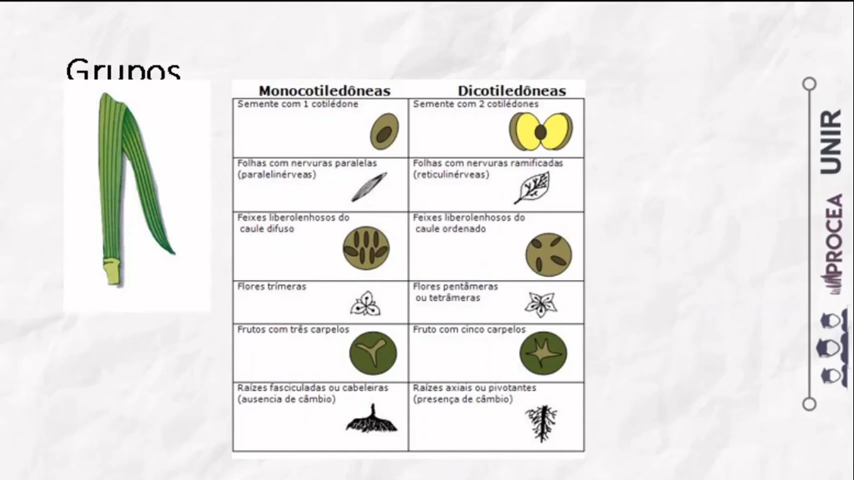 Grupos
Monocotiledôneas
Dicotiledôneas
Semente com 1 cotilédone
Semente com 2 cotilédones
Folhas com nervuras paralelas
(paralelinérveas)
Folhas com nervuras ramificadas
(reticulinérveas)
Feixes liberolenhosos do
caule difuso
Feixes liberolenhosos do
caule ordenado
Flores trímeras
Flores pentâmeras
ou tetrâmeras
Frutos com três carpelos
Fruto com cinco carpelos
Raízes fasciculadas ou cabeleiras
(ausencia de câmbio)
Raízes axiais ou pivotantes
(presença de câmbio)
UNIR
PROCEA